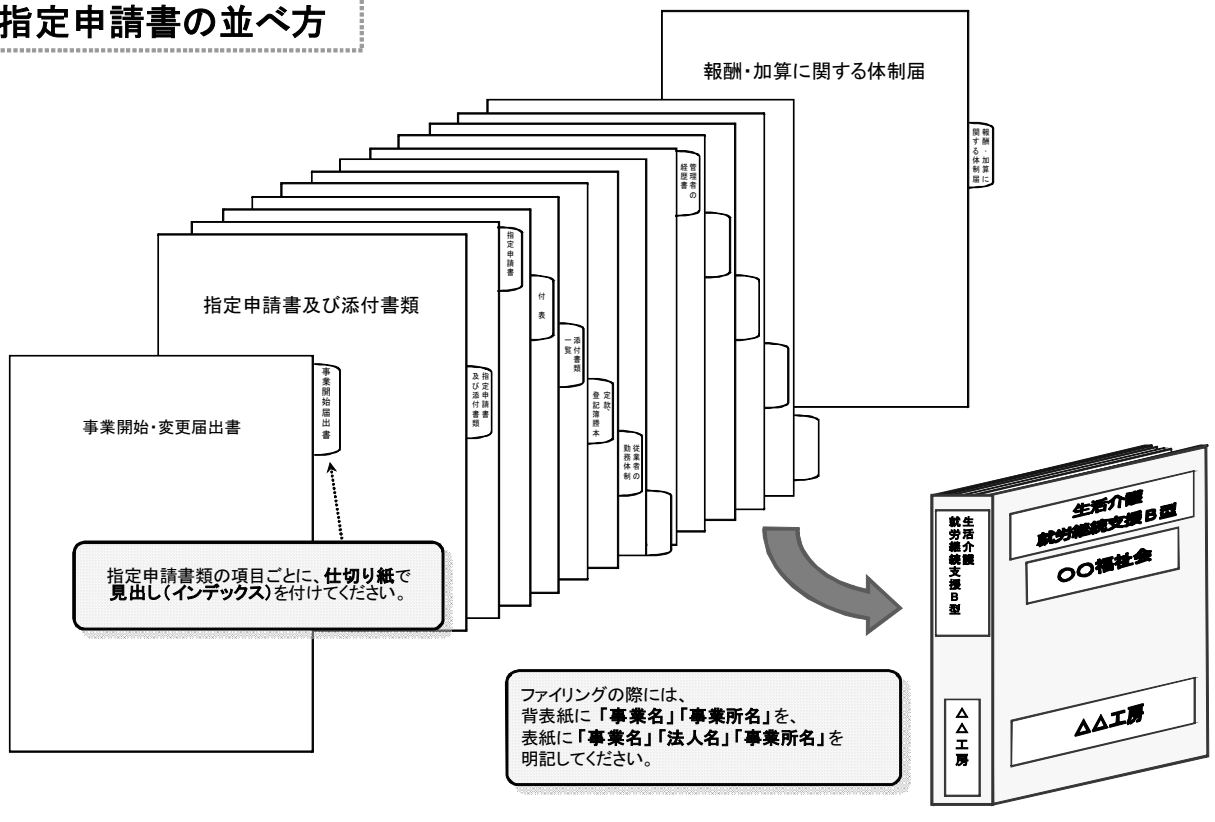 指定申請書の並べ方
報酬・加算に関する体制届
報酬・加算に
関する体制届
管理者の
経歴書
指定申請書
付表
添付書類
一覧
定款、
登記簿謄本
従業者の
勤務体制
指定申請書及び添付書類
指定申請書
及び添付書類
事業開始・変更届出書
事業開始届出書
指定申請書類の項目ごとに、仕切り紙で
見出し(インデックス)を付けてください。
ファイリングの際には、
背表紙に「事業名」「事業所名」を、
表紙に「事業名」「法人名」「事業所名」を
明記してください。
生活介護
就労継続支援B型
△△工房
生活介護
就労継続支援B型
〇〇福祉会
△△工房